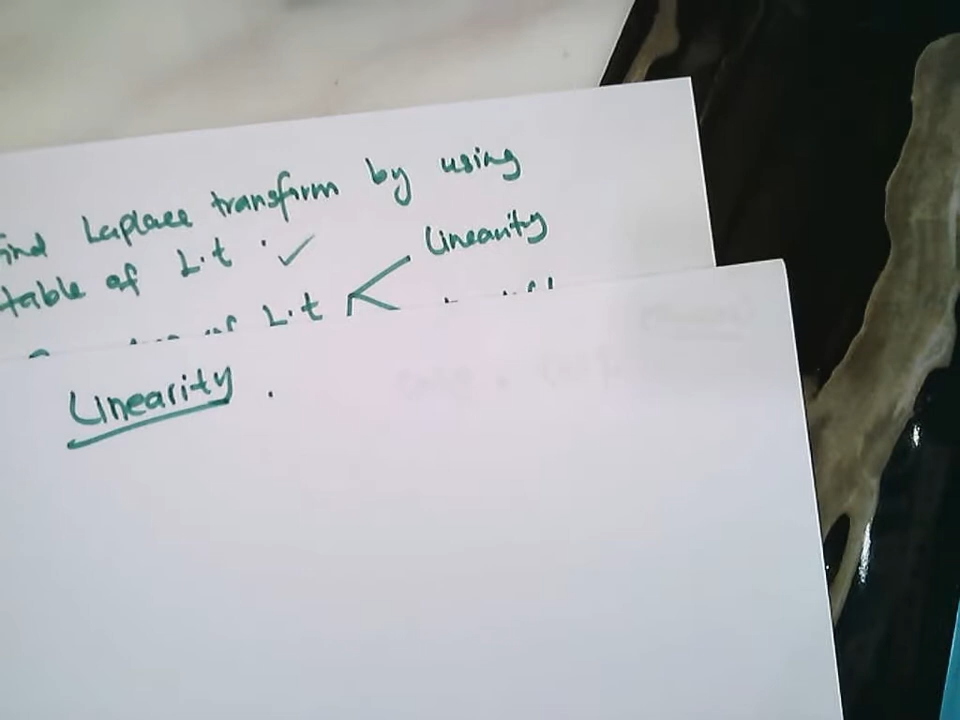 find Laplace transform by using
table of L.t . ✓
of L.t < Linearity
Linearity .